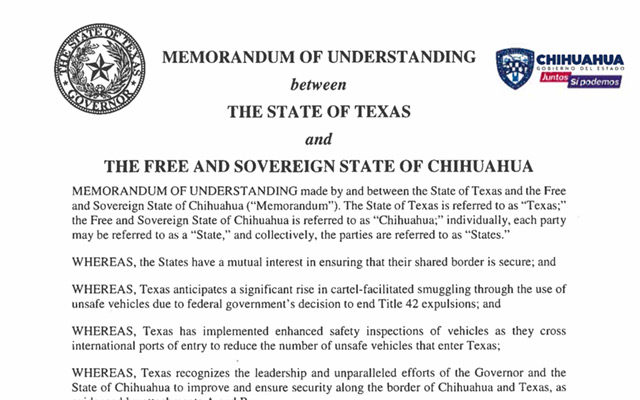 THE STATE OF TEXAS
GOVERNOR
MEMORANDUM OF UNDERSTANDING
CHIHUAHUA
GOBIERNO DEL ESTADO
Juntos
Sí podemos
between
THE STATE OF TEXAS
and
THE FREE AND SOVEREIGN STATE OF CHIHUAHUA
MEMORANDUM OF UNDERSTANDING made by and between the State of Texas and the Free
and Sovereign State of Chihuahua (“Memorandum”). The State of Texas is referred to as “Texas;”
the Free and Sovereign State of Chihuahua is referred to as “Chihuahua;” individually, each party
may be referred to as a “State,” and collectively, the parties are referred to as “States.”
WHEREAS, the States have a mutual interest in ensuring that their shared border is secure; and
WHEREAS, Texas anticipates a significant rise in cartel-facilitated smuggling through the use of
unsafe vehicles due to federal government’s decision to end Title 42 expulsions; and
WHEREAS, Texas has implemented enhanced safety inspections of vehicles as they cross
international ports of entry to reduce the number of unsafe vehicles that enter Texas;
WHEREAS, Texas recognizes the leadership and unparalleled efforts of the Governor and the
State of Chihuahua to improve and ensure security along the border of Chihuahua and Texas, as